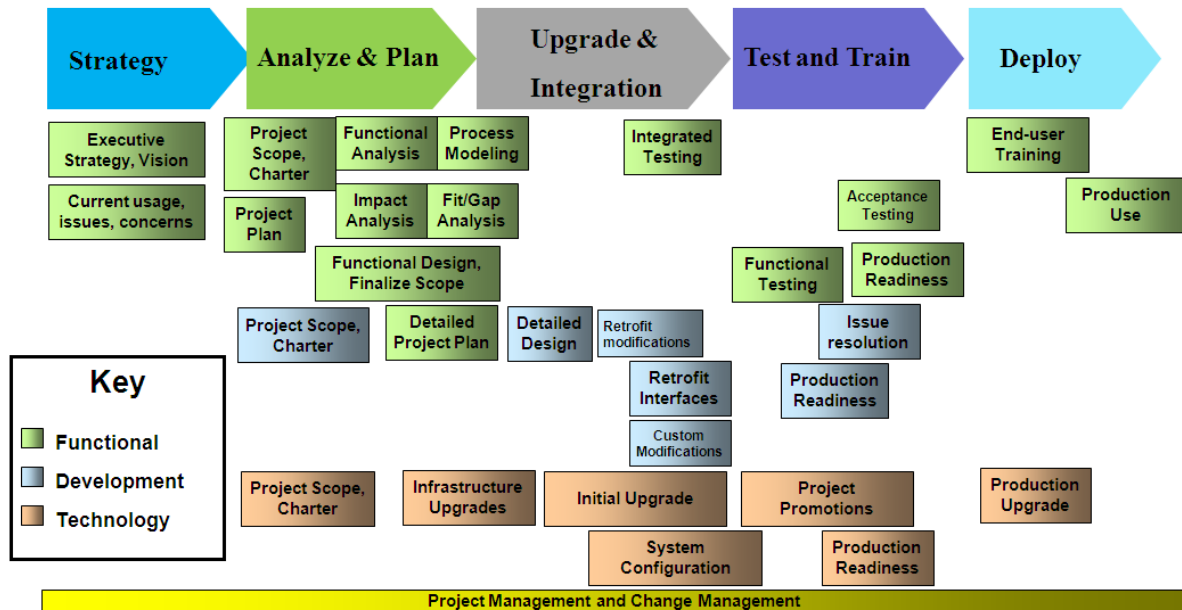 Strategy
Analyze & Plan
Upgrade &
Integration
Test and Train
Deploy
Executive
Strategy, Vision
Current usage,
issues, concerns
Project
Scope,
Charter
Functional
Analysis
Process
Modeling
Project
Plan
Impact
Analysis
Fit/Gap
Analysis
Functional Design,
Finalize Scope
Integrated
Testing
Acceptance
Testing
Functional
Testing
Production
Readiness
End-user
Training
Production
Use
Project Scope,
Charter
Detailed
Project Plan
Detailed
Design
Retrofit
modifications
Issue
resolution
Retrofit
Interfaces
Production
Readiness
Custom
Modifications
Key
Functional
Development
Technology
Project Scope,
Charter
Infrastructure
Upgrades
Initial Upgrade
Project
Promotions
Production
Upgrade
System
Configuration
Production
Readiness
Project Management and Change Management